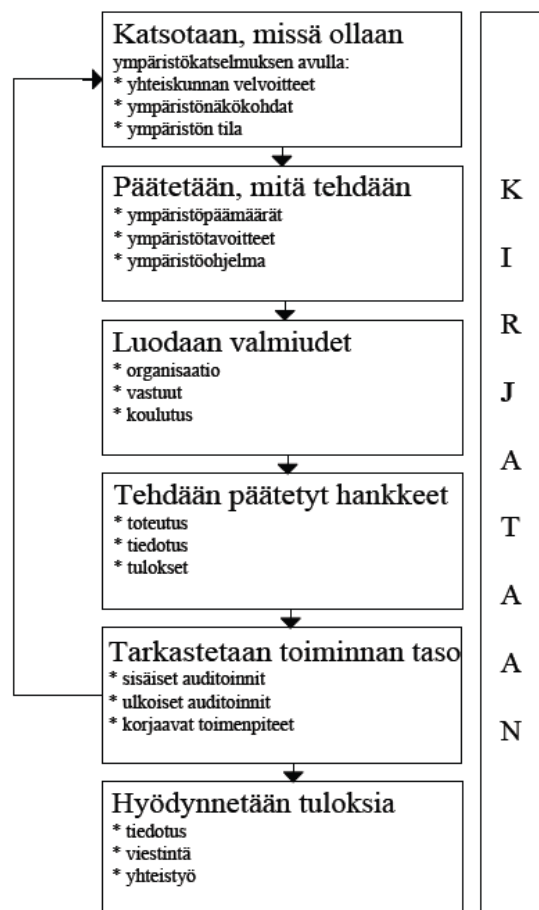 Katsotaan, missä ollaan
ympäristökatselmuksen avulla:
* yhteiskunnan velvoitteet
* ympäristönäkökohdat
* ympäristön tila
Päätetään, mitä tehdään
* ympäristöpäämäärät
* ympäristötavoitteet
* ympäristöohjelma
Luodaan valmiudet
* organisaatio
* vastuut
* koulutus
Tehdään päätetyt hankkeet
* toteutus
* tiedotus
* tulokset
Tarkastetaan toiminnan taso
* sisäiset auditoinnit
* ulkoiset auditoinnit
* korjaavat toimenpiteet
Hyödynnetään tuloksia
* tiedotus
* viestintä
* yhteistyö
K
I
R
J
A
T
A
A
N